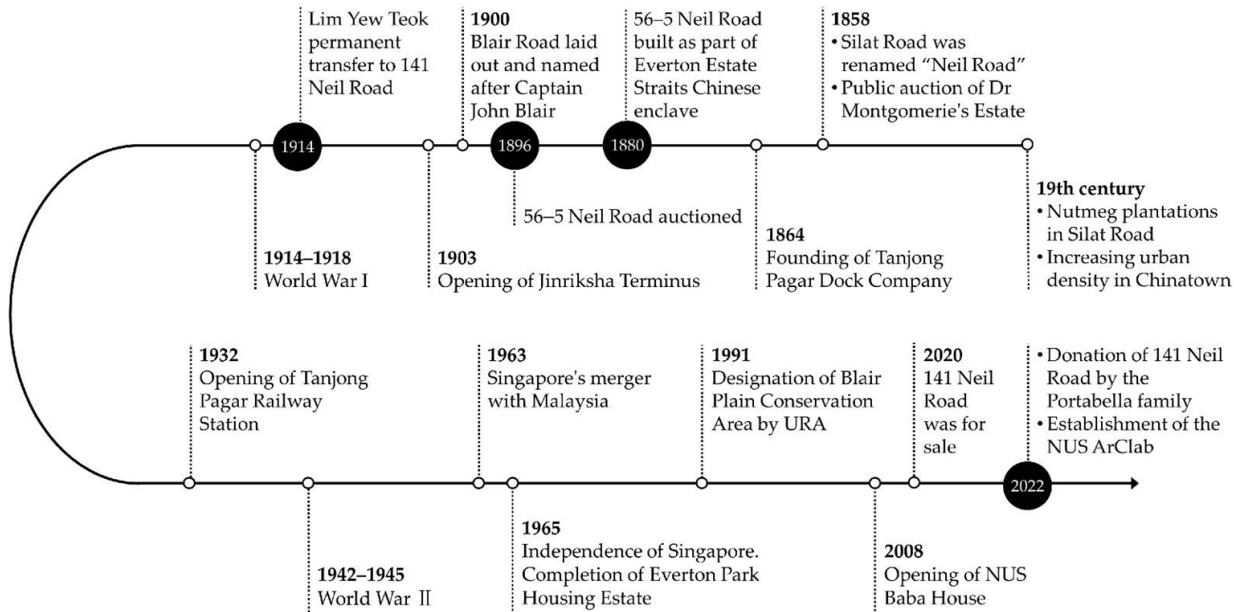 Lim Yew Teok
permanent
transfer to 141
Neil Road
1900
Blair Road laid
out and named
after Captain
John Blair
56–5 Neil Road
built as part of
Everton Estate
Straits Chinese
enclave
1858
• Silat Road was
renamed “Neil Road”
• Public auction of Dr
Montgomerie's Estate
1914
1896
1880
56–5 Neil Road auctioned
1914–1918
World War I
1903
Opening of Jinriksha Terminus
1864
Founding of Tanjong
Pagar Dock Company
19th century
• Nutmeg plantations
in Silat Road
• Increasing urban
density in Chinatown
1932
Opening of Tanjong
Pagar Railway
Station
1963
Singapore's merger
with Malaysia
1991
Designation of Blair
Plain Conservation
Area by URA
2020
141 Neil
Road
was for
sale
• Donation of 141 Neil
Road by the
Portabella family
• Establishment of the
NUS ArClab
2022
1942–1945
World War II
1965
Independence of Singapore.
Completion of Everton Park
Housing Estate
2008
Opening of NUS
Baba House